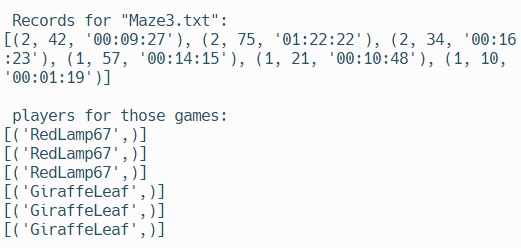 Records for "Maze3.txt":
[(2, 42, '00:09:27'), (2, 75, '01:22:22'), (2, 34, '00:16
:23'), (1, 57, '00:14:15'), (1, 21, '00:10:48'), (1, 10,
'00:01:19')]
players for those games:
[('RedLamp67',)]
[('RedLamp67',)]
[('RedLamp67',)]
[('GiraffeLeaf',)]
[('GiraffeLeaf',)]
[('GiraffeLeaf',)]